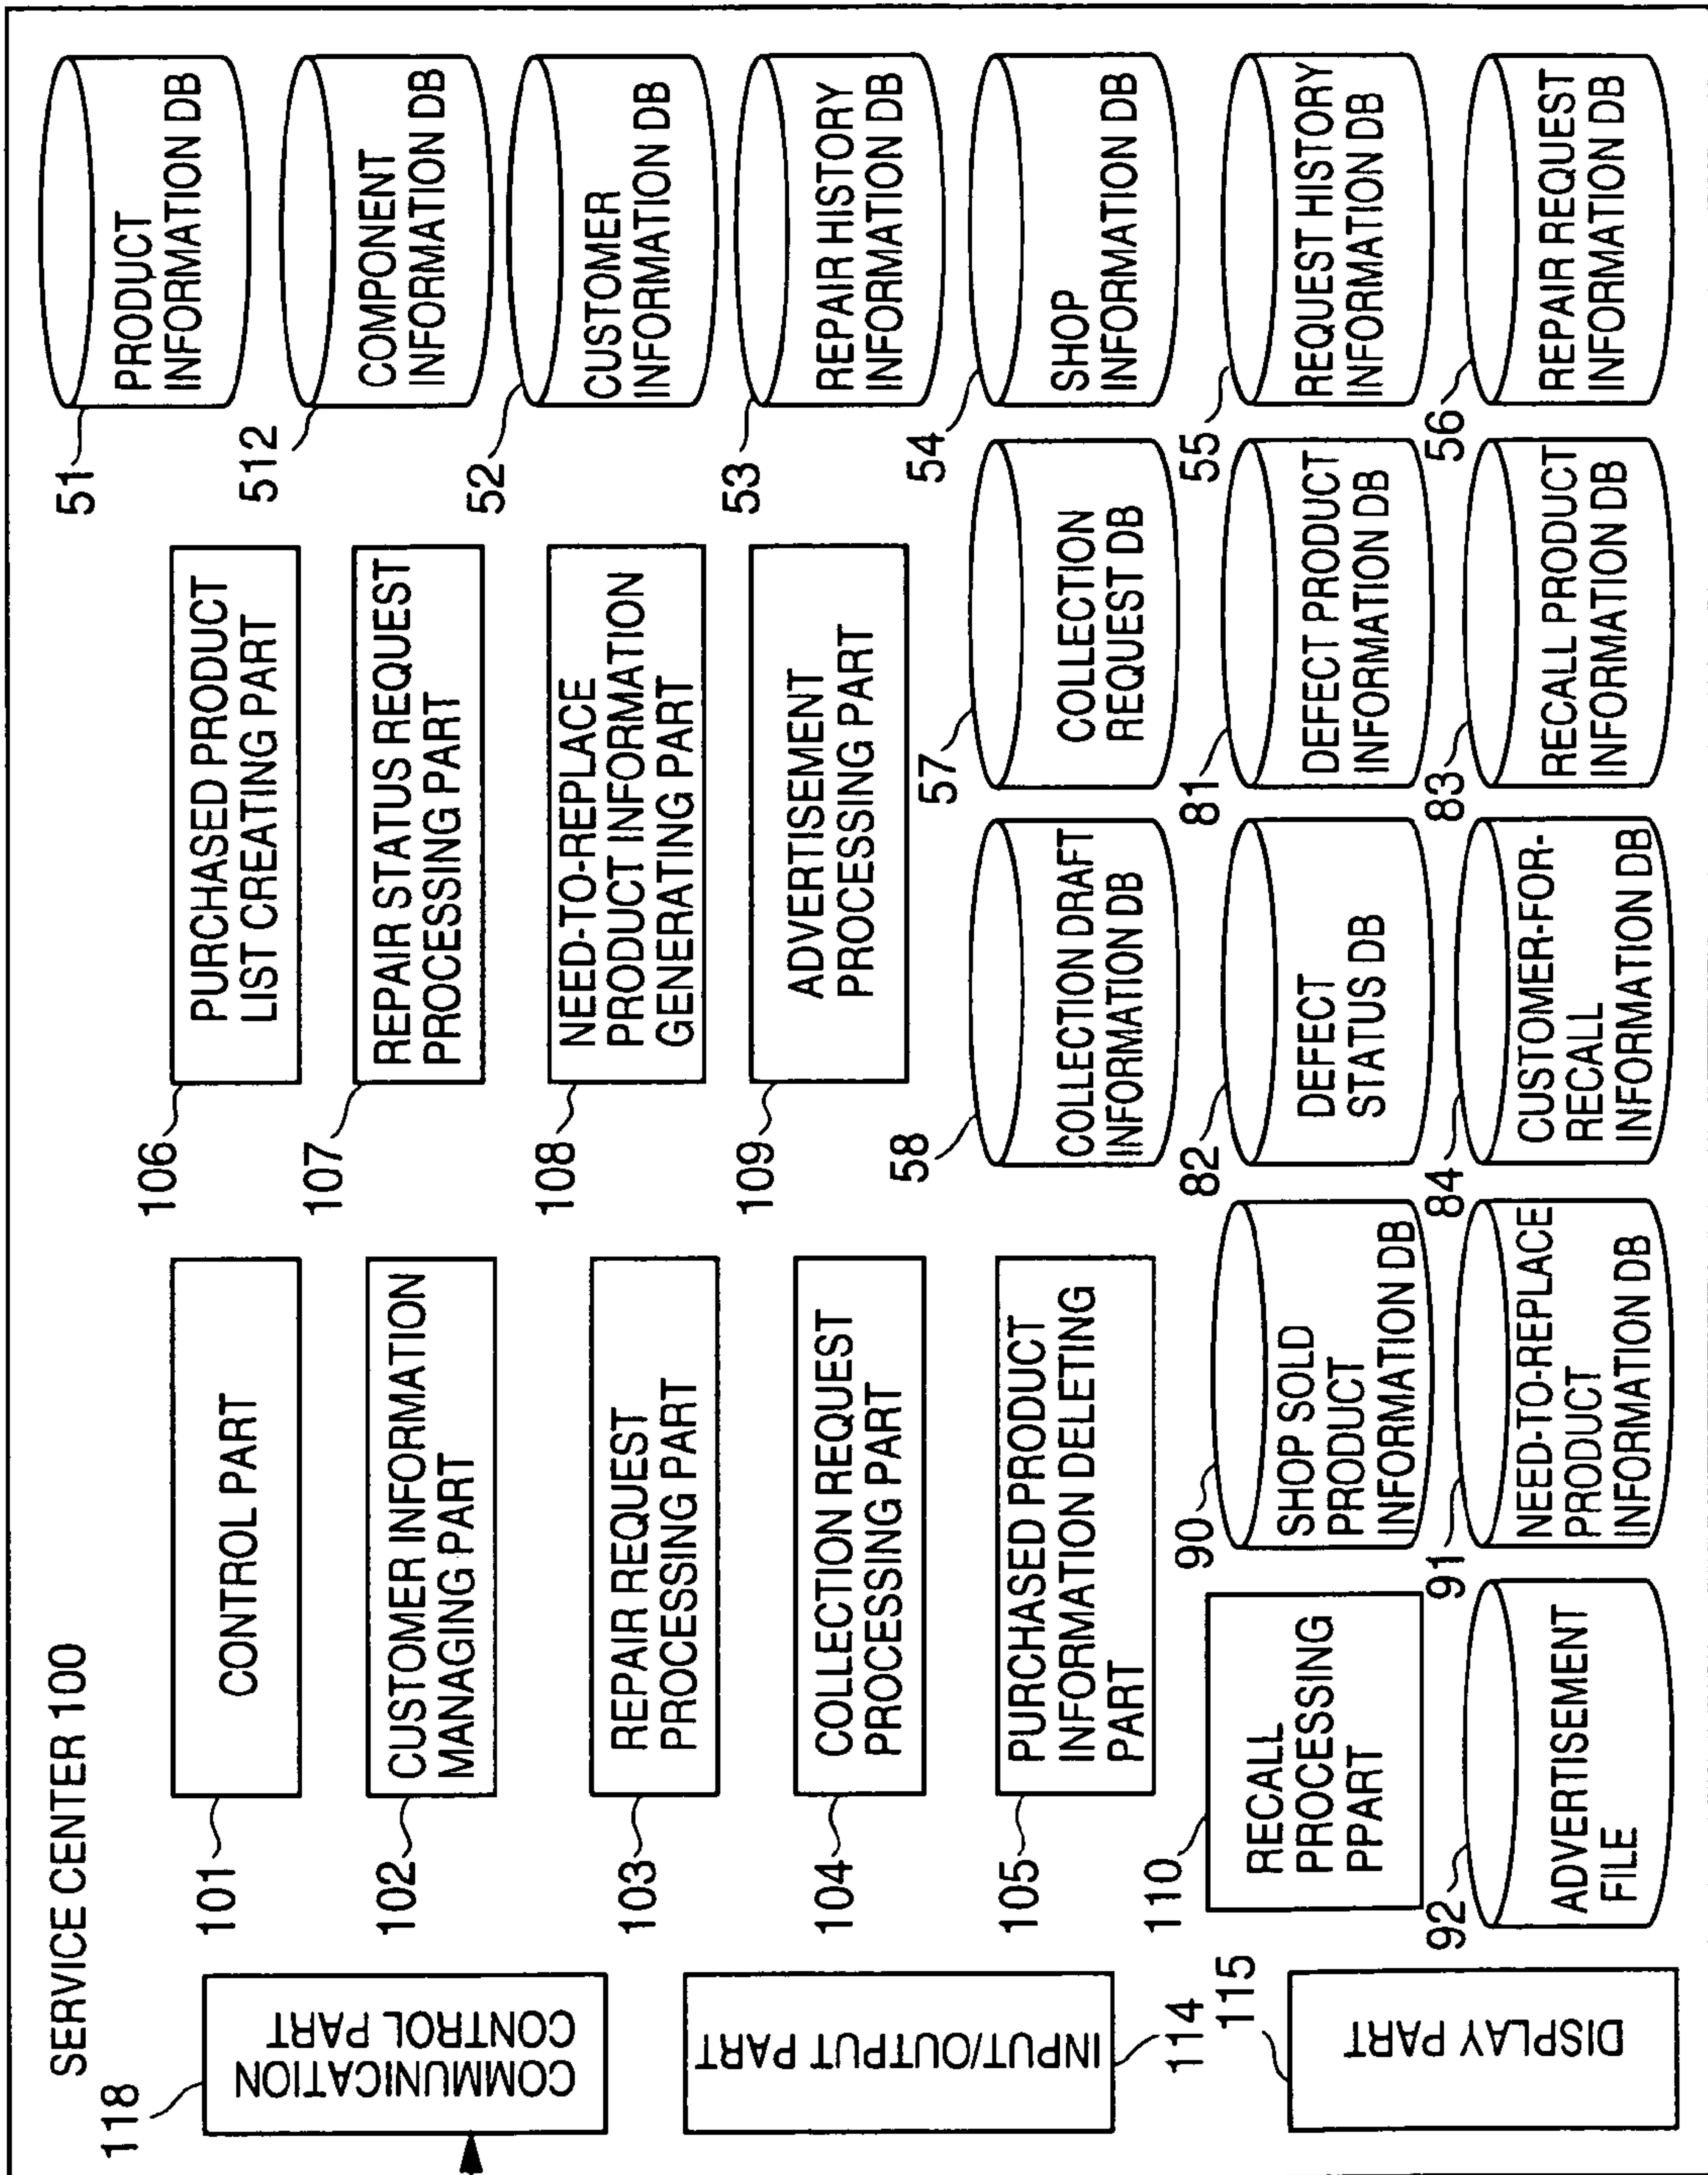 SERVICE CENTER 100
118
COMMUNICATION
CONTROL PART
INPUT/OUTPUT PART
114
115
DISPLAY PART
101
CONTROL PART
102
CUSTOMER INFORMATION
MANAGING PART
103
REPAIR REQUEST
PROCESSING PART
104
COLLECTION REQUEST
PROCESSING PART
105
PURCHASED PRODUCT
INFORMATION DELETING
PART
110
RECALL
PROCESSING
PPART
92
ADVERTISEMENT
FILE
106
PURCHASED PRODUCT
LIST CREATING PART
107
REPAIR STATUS REQUEST
PROCESSING PART
108
NEED-TO-REPLACE
PRODUCT INFORMATION
GENERATING PART
109
ADVERTISEMENT
PROCESSING PART
90
SHOP SOLD
PRODUCT
INFORMATION DB
91
NEED-TO-REPLACE
PRODUCT
INFORMATION DB
58
COLLECTION DRAFT
INFORMATION DB
82
DEFECT
STATUS DB
84
CUSTOMER-FOR-
RECALL
INFORMATION DB
57
COLLECTION
REQUEST DB
81
DEFECT PRODUCT
INFORMATION DB
83
RECALL PRODUCT
INFORMATION DB
51
PRODUCT
INFORMATION DB
512
COMPONENT
INFORMATION DB
52
CUSTOMER
INFORMATION DB
53
REPAIR HISTORY
INFORMATION DB
54
SHOP
INFORMATION DB
55
REQUEST HISTORY
INFORMATION DB
56
REPAIR REQUEST
INFORMATION DB